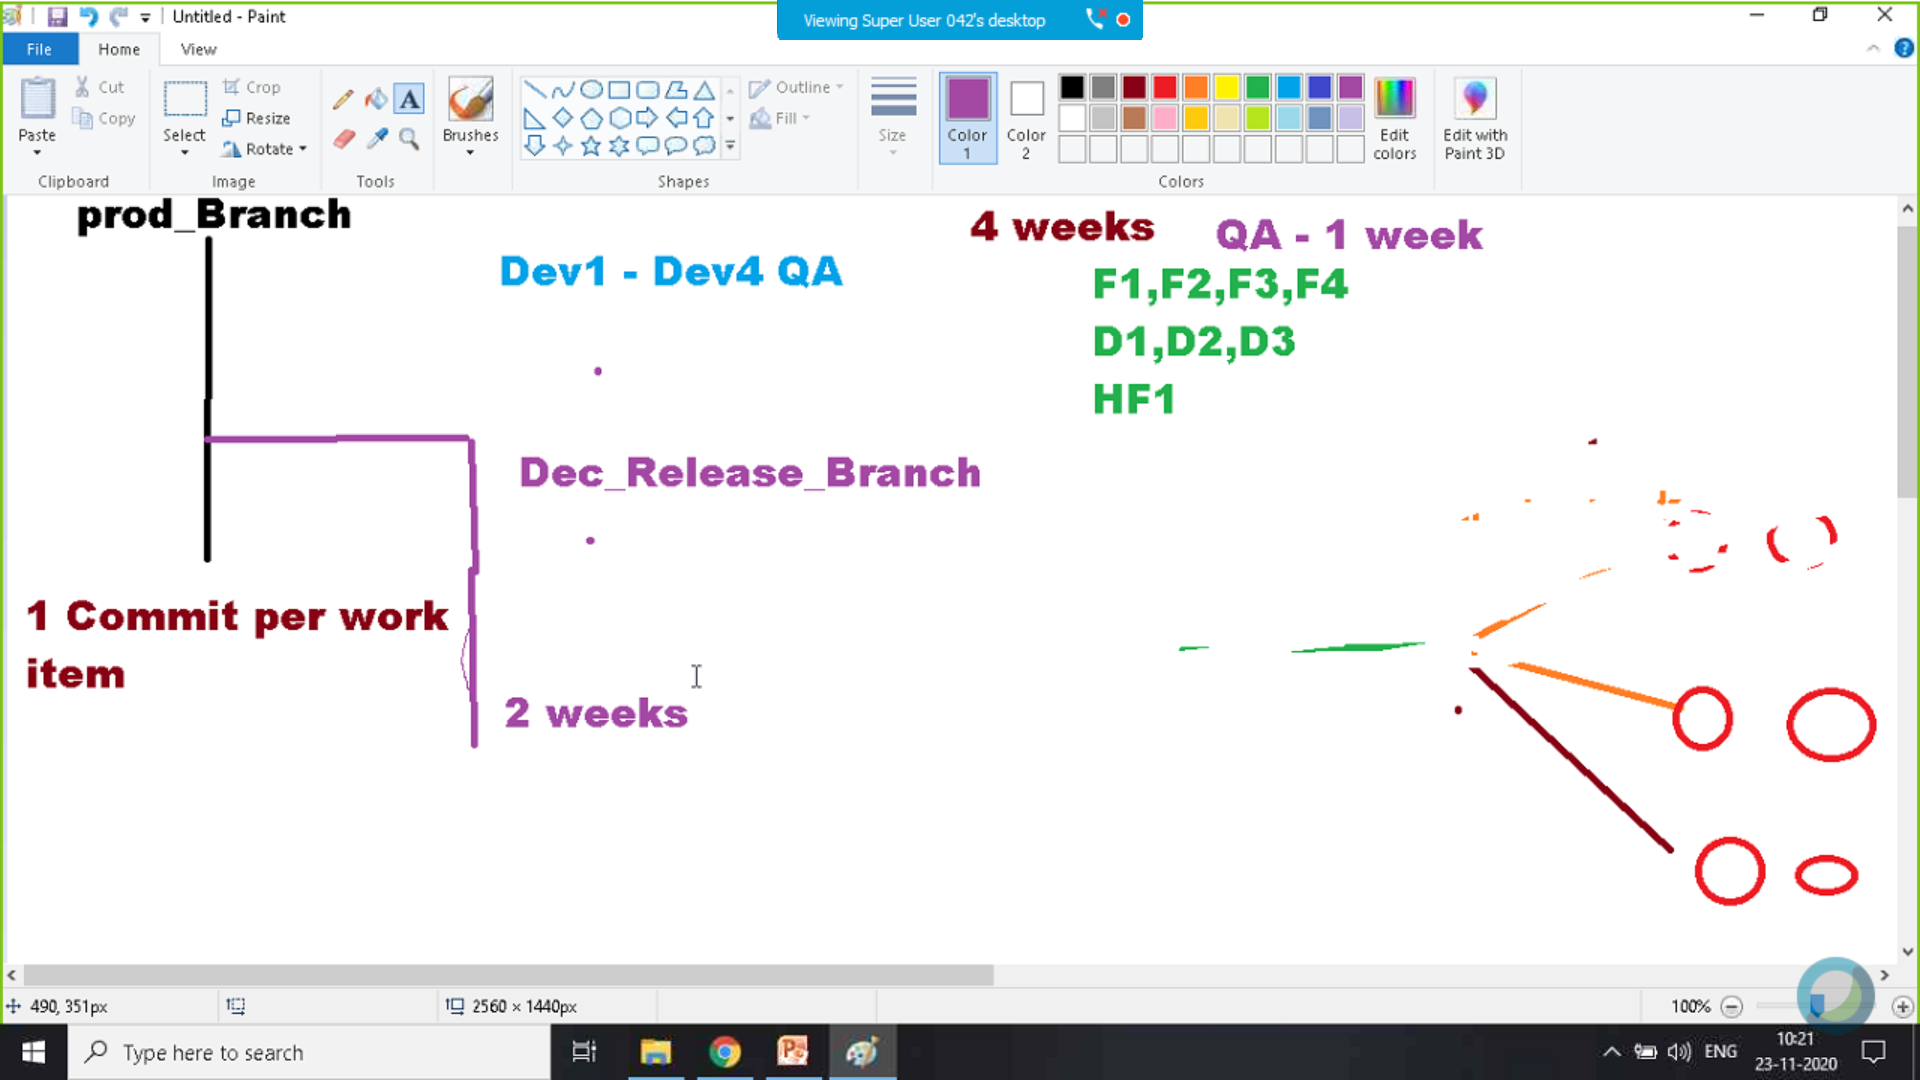 Untitled - Paint
Viewing Super User 042's desktop
File
Home
View
Paste
Cut
Copy
Clipboard
Select
Crop
Resize
Rotate
Image
A
Tools
Brushes
Shapes
Outline
Fill
Size
Color
1
Color
2
Edit
colors
Colors
Edit with
Paint 3D
prod_Branch
4 weeks
QA - 1 week
Dev1 - Dev4 QA
F1,F2,F3,F4
D1,D2,D3
HF1
Dec_Release_Branch
1 Commit per work
item
2 weeks
490, 351px
2560 × 1440px
100%
Type here to search
ENG
10:21
23-11-2020